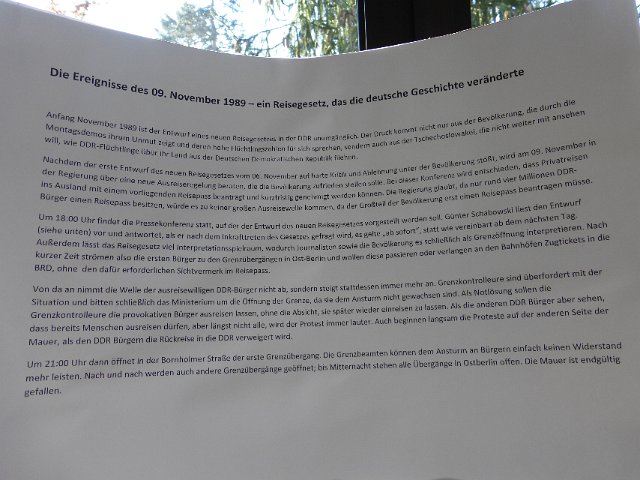 Die Ereignisse des 09. November 1989 – ein Reisegesetz, das die deutsche Geschichte veränderte
Anfang November 1989 ist der Entwurf eines neuen Reisegesetzes in der DDR unumgänglich. Der Druck kommt nicht nur aus der Bevölkerung, die durch die
Montagsdemos ihrem Unmut zeigt und deren hohe Flüchtlingszahlen für sich sprechen, sondern auch aus der Tschechoslowakei, die nicht weiter mit ansehen
will, wie DDR-Flüchtlinge über ihr Land aus der Deutschen Demokratischen Republik fliehen.
Nachdem der erste Entwurf des neuen Reisegesetzes vom 06. November auf harte Kritik und Ablehnung unter der Bevölkerung stößt, wird am 09. November in
der Regierung über eine neue Ausreiseregelung beraten, die die Bevölkerung zufrieden stellen solle. Bei dieser Konferenz wird entschieden, dass Privatreisen
ins Ausland mit einem vorliegenden Reisepass beantragt und kurzfristig genehmigt werden können. Die Regierung glaubt, da nur rund vier Millionen DDR-
Bürger einen Reisepass besitzen, würde es zu keiner großen Ausreisewelle kommen, da der Großteil der Bevölkerung erst einen Reisepass beantragen müsse.
Um 18:00 Uhr findet die Pressekonferenz statt, auf der der Entwurf des neuen Reisegesetzes vorgestellt werden soll. Günter Schabowski liest den Entwurf
(siehe unten) vor und antwortet, als er nach dem Inkrafttreten des Gesetzes gefragt wird, es gelte „ab sofort“, statt wie vereinbart ab dem nächsten Tag.
Außerdem lässt das Reisegesetz viel Interpretationsspielraum, wodurch Journalisten sowie die Bevölkerung es schließlich als Grenzöffnung interpretieren. Nach
kurzer Zeit strömen also die ersten Bürger zu den Grenzübergängen in Ost-Berlin und wollen diese passieren oder verlangen an den Bahnhöfen Zugtickets in die
BRD, ohne den dafür erforderlichen Sichtvermerk im Reisepass.
Von da an nimmt die Welle der ausreisewilligen DDR-Bürger nicht ab, sondern steigt stattdessen immer mehr an. Grenzkontrolleure sind überfordert mit der
Situation und bitten schließlich das Ministerium um die Öffnung der Grenze, da sie dem Ansturm nicht gewachsen sind. Als Notlösung sollen die
Grenzkontrolleure die provokativen Bürger ausreisen lassen, ohne die Absicht, sie später wieder einreisen zu lassen. Als die anderen DDR Bürger aber sehen,
dass bereits Menschen ausreisen dürfen, aber längst nicht alle, wird der Protest immer lauter. Auch beginnen langsam die Proteste auf der anderen Seite der
Mauer, als den DDR Bürgern die Rückreise in die DDR verweigert wird.
Um 21:00 Uhr dann öffnet in der Bornholmer Straße der erste Grenzübergang. Die Grenzbeamten können dem Ansturm an Bürgern einfach keinen Widerstand
mehr leisten. Nach und nach werden auch andere Grenzübergänge geöffnet; bis Mitternacht stehen alle Übergänge in Ostberlin offen. Die Mauer ist endgültig
gefallen.